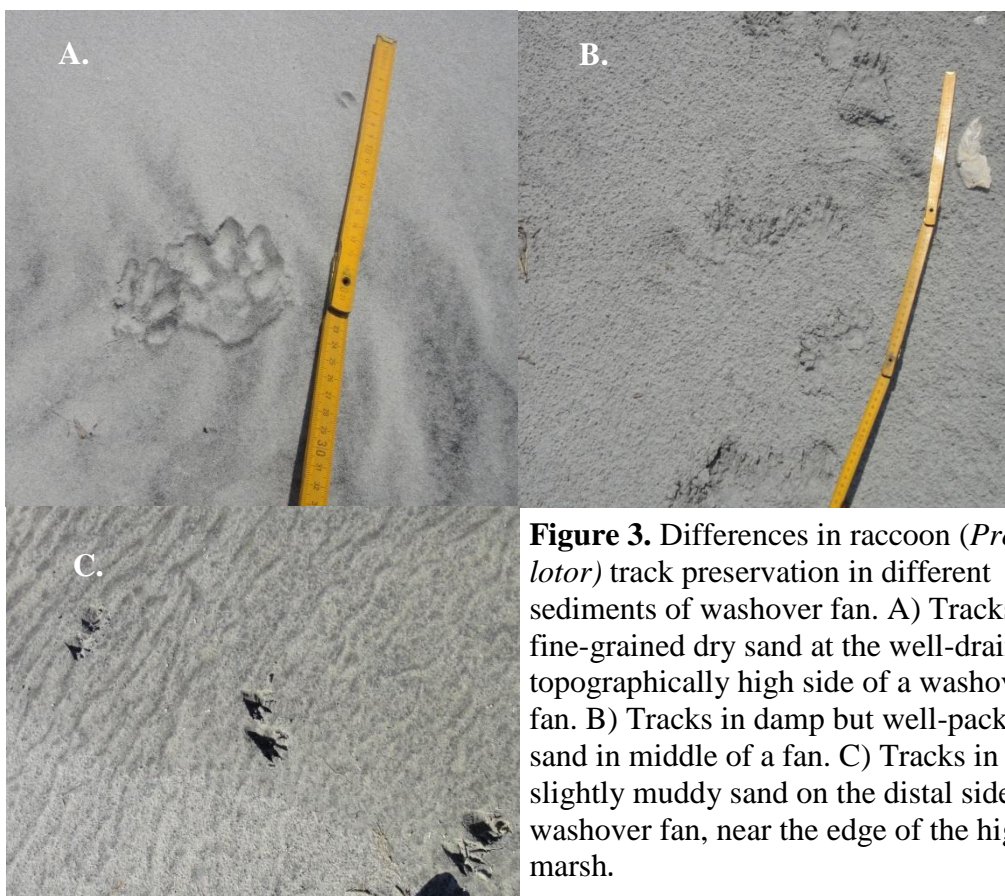 A.
B.
30
C.
Figure 3. Differences in raccoon (Pr
lotor) track preservation in different
sediments of washover fan. A) Track
fine-grained dry sand at the well-drai
topographically high side of a washov
fan. B) Tracks in damp but well-pack
sand in middle of a fan. C) Tracks in
slightly muddy sand on the distal side
washover fan, near the edge of the hig
marsh.